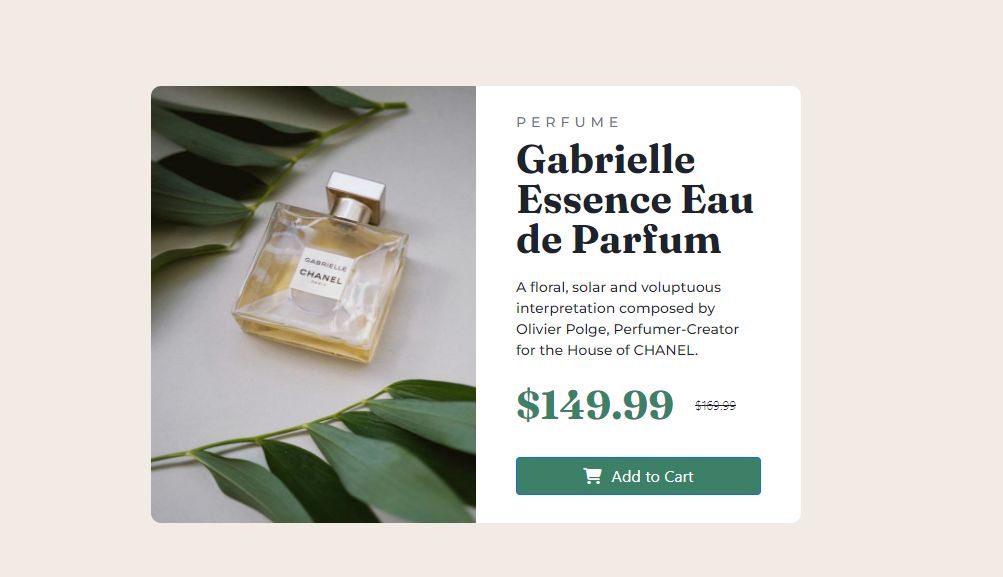 PERFUME
Gabrielle
Essence Eau
de Parfum
A floral, solar and voluptuous
interpretation composed by
Olivier Polge, Perfumer-Creator
for the House of CHANEL.
$149.99 $169.99
Add to Cart
GABRIELLE
CHANEL
PARIS